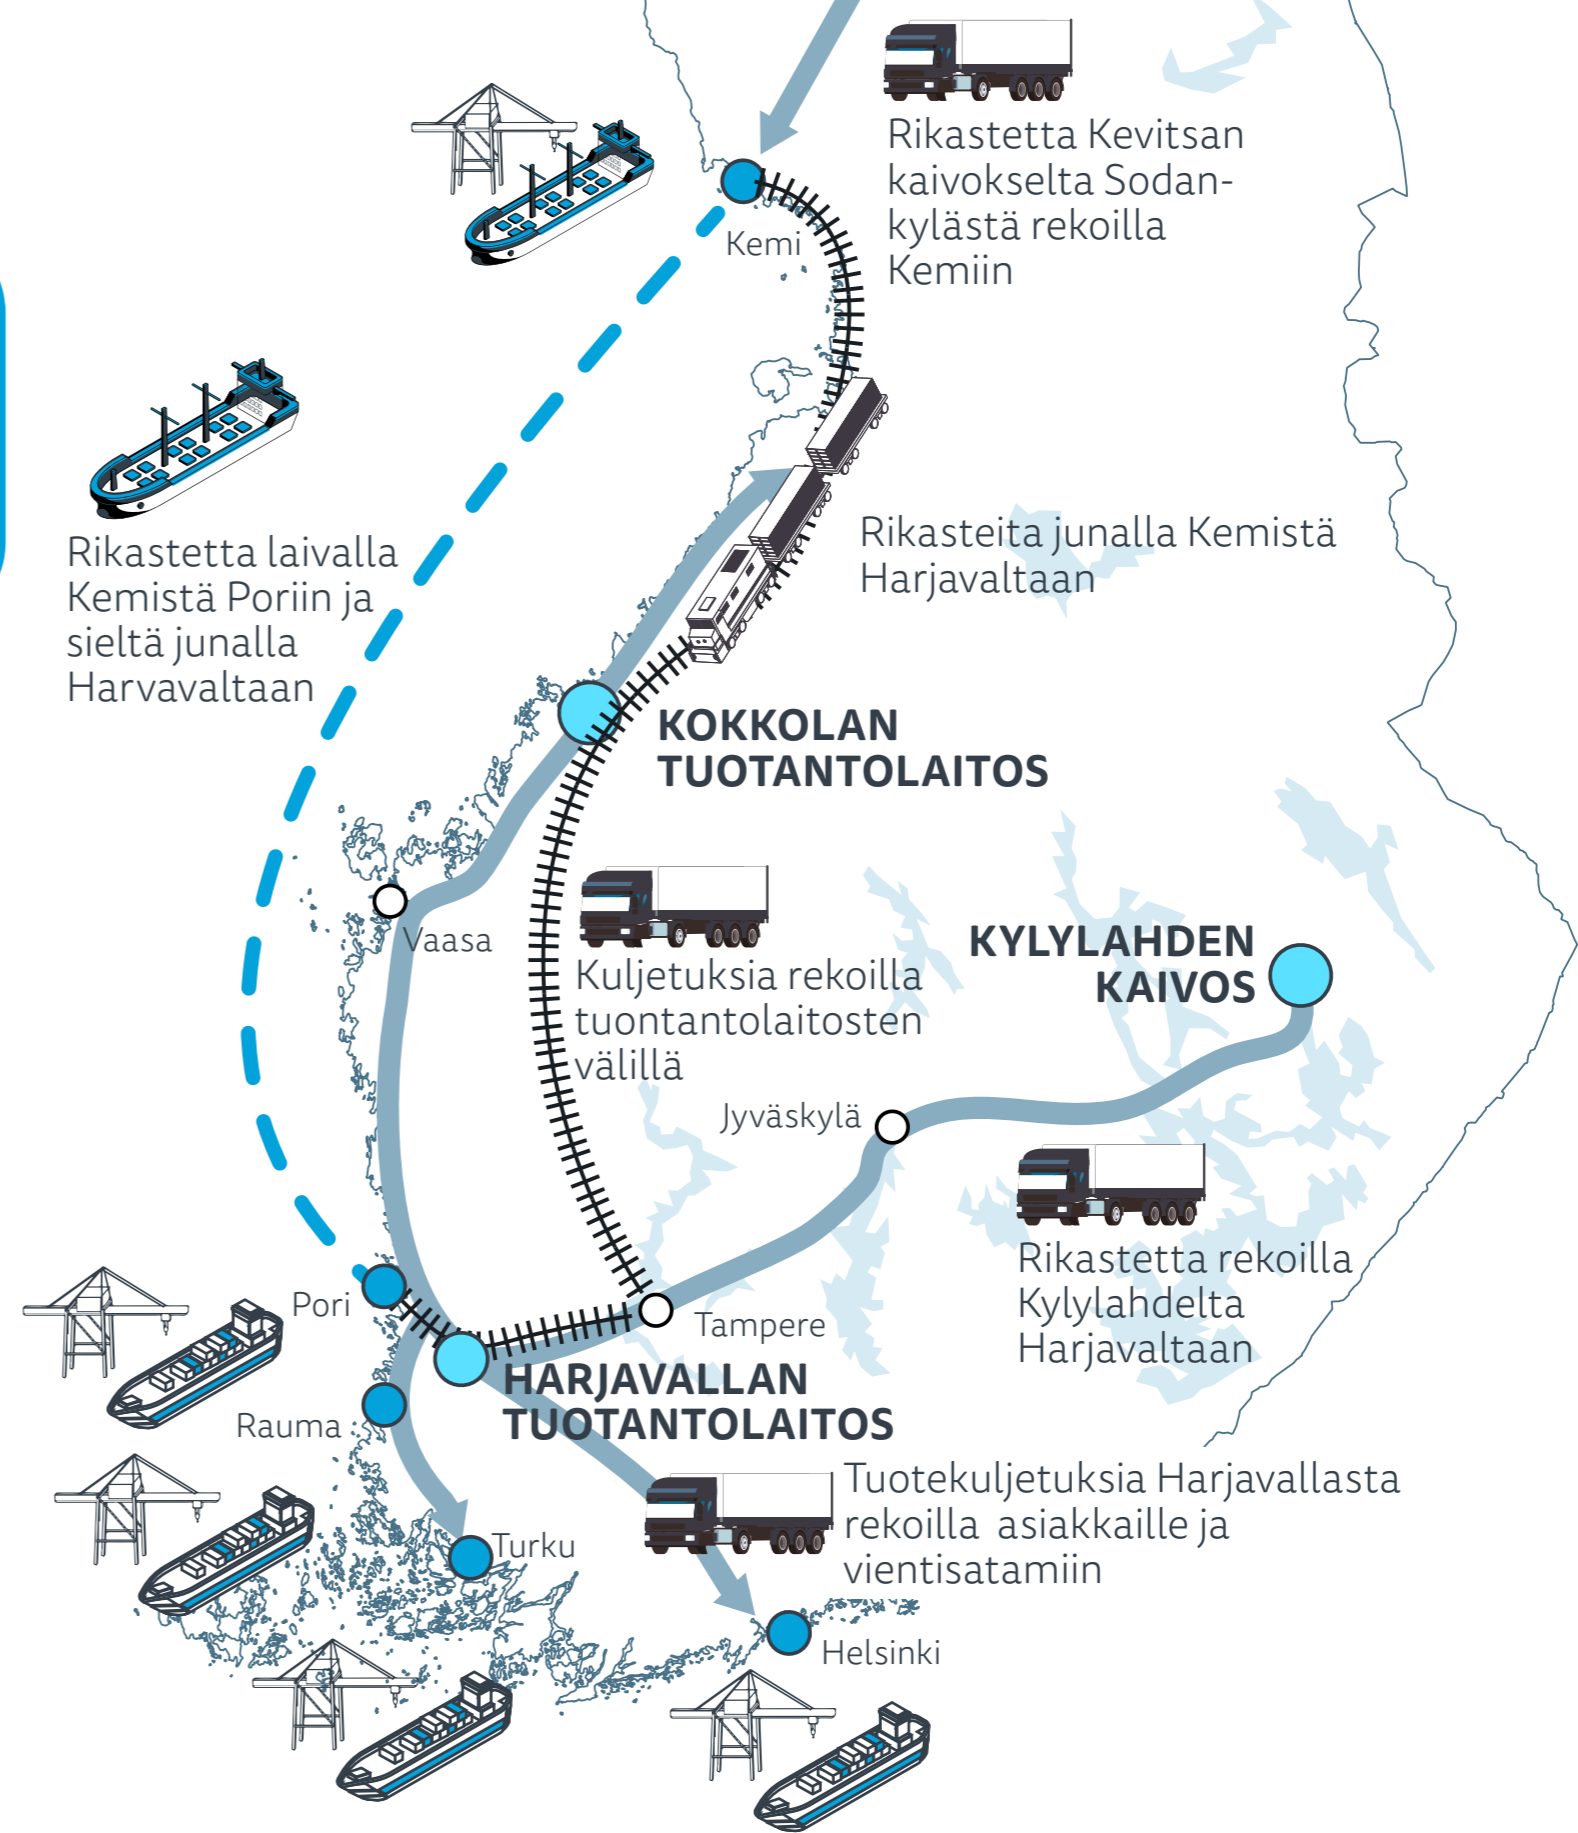 Rikastetta Kevitsan
kaivokselta Sodan-
kylästä rekoilla
Kemiin
Kemi
Rikasteita junalla Kemistä
Harjavaltaan
Rikastetta laivalla
Kemistä Poriin ja
sieltä junalla
Harvavaltaan
KOKKOLAN
TUOTANTOLAITOS
Vaasa
Kuljetuksia rekoilla
tuontantolaitosten
välillä
KYLYLAHDEN
KAIVOS
Jyväskylä
Rikastetta rekoilla
Kylylahdelta
Harjavaltaan
Pori
Tampere
HARJAVALLAN
TUOTANTOLAITOS
Rauma
Tuotekuljetuksia Harjavallasta
rekoilla asiakkaille ja
vientisatamiin
Turku
Helsinki